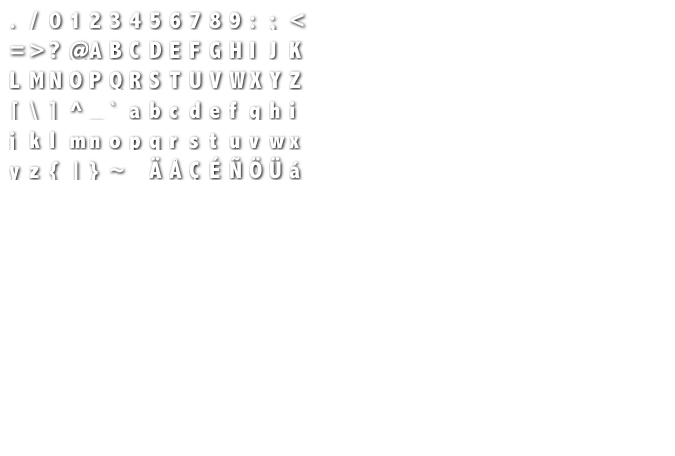 . / 0 1 2 3 4 5 6 7 8 9 : ; <
= > ? @ A B C D E F G H I J K
L M N O P Q R S T U V W X Y Z
[ \ ] ^ _ ` a b c d e f g h i
j k l m n o p q r s t u v w x
y z { | } ~ Ä Å Ç É Ñ Ö Ü á